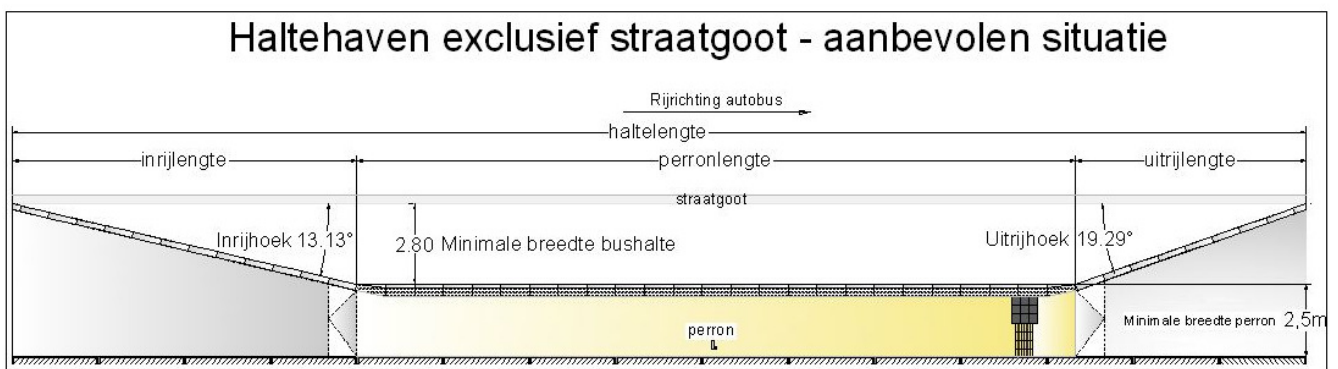 Haltehaven exclusief straatgoot - aanbevolen situatie
Rijrichting autobus
haltelengte
inrijlengte
perronlengte
uitrijlengte
straatgoot
Inrijhoek 13.13°
2.80 Minimale breedte bushalte
Uitrijhoek 19.29°
perron
Minimale breedte perron 2,5m